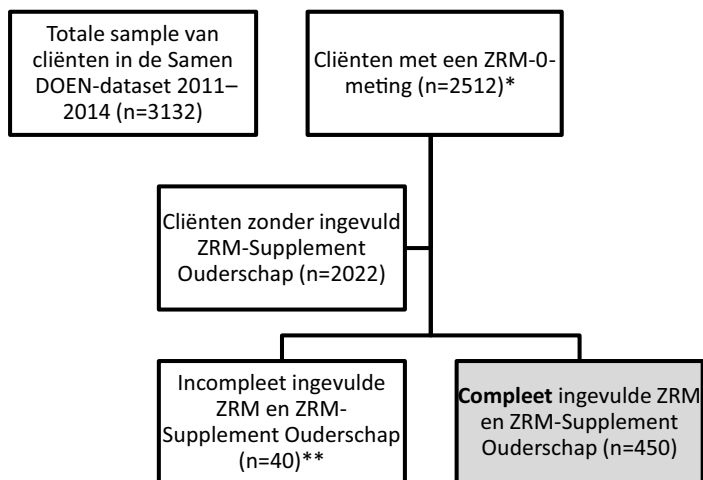 Totale sample van
cliënten in de Samen
DOEN-dataset 2011–
2014 (n=3132)
Cliënten met een ZRM-0-
meting (n=2512)*
Cliënten zonder ingevuld
ZRM-Supplement
Ouderschap (n=2022)
Incompleet ingevulde
ZRM en ZRM-
Supplement Ouderschap
(n=40)**
Compleet ingevulde ZRM
en ZRM-Supplement
Ouderschap (n=450)